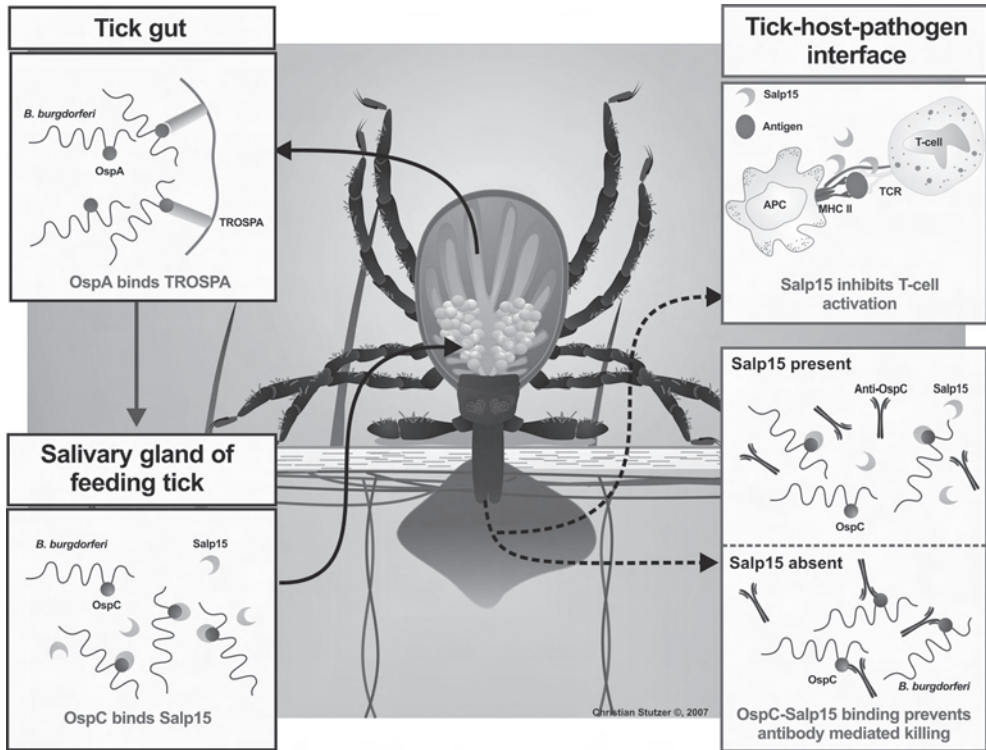 Tick gut
B. burgdorferi
OspA
TROSPA
OspA binds TROSPA
Salivary gland of
feeding tick
B. burgdorferi
Salp15
OspC
OspC binds Salp15
Tick-host-pathogen
interface
Salp15
Antigen
T-cell
TCR
MHC II
APC
Salp15 inhibits T-cell
activation
Salp15 present
Anti-OspC
Salp15
OspC
Salp15 absent
OspC
B. burgdorferi
OspC-Salp15 binding prevents
antibody mediated killing
Christian Stutzer ©, 2007